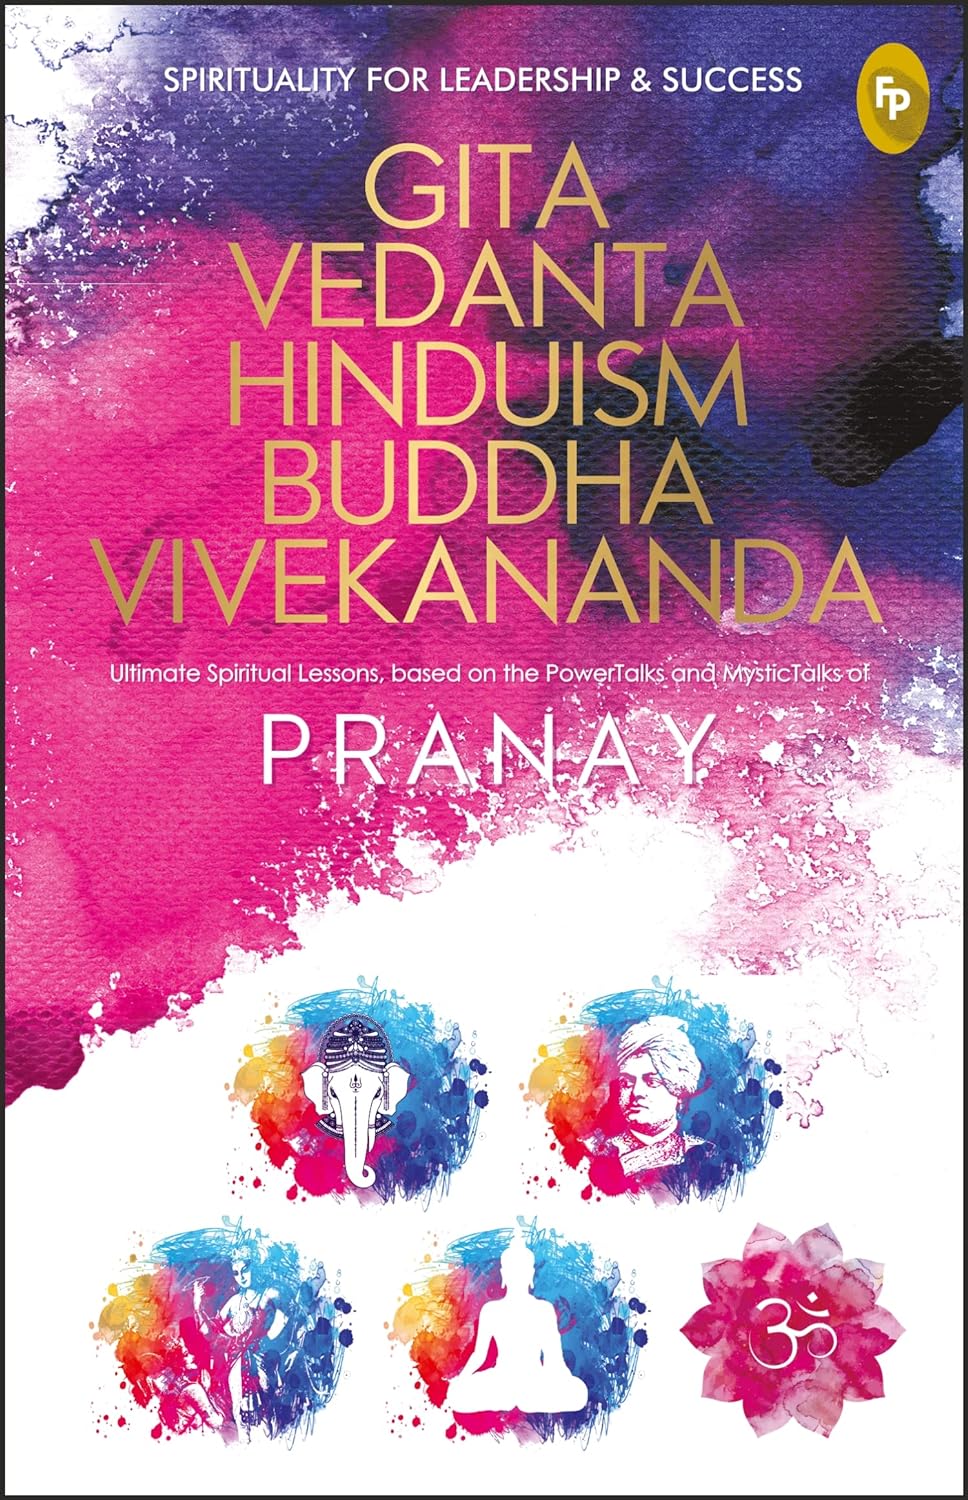 SPIRITUALITY FOR LEADERSHIP & SUCCESS
FP
GITA
VEDANTA
HINDUISM
BUDDHA
VIVEKANANDA
Ultimate Spiritual Lessons, based on the PowerTalks and MysticTalks of
PRANAY
ॐ